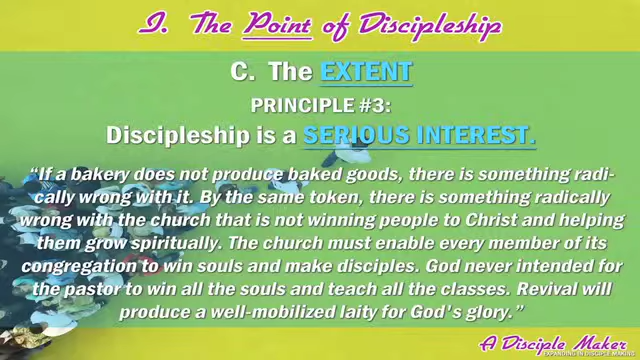 I. The Point of Discipleship
C. The EXTENT
PRINCIPLE #3:
Discipleship is a SERIOUS INTEREST.
“If a bakery does not produce baked goods, there is something radi-
cally wrong with it. By the same token, there is something radically
wrong with the church that is not winning people to Christ and helping
them grow spiritually. The church must enable every member of its
congregation to win souls and make disciples. God never intended for
the pastor to win all the souls and teach all the classes. Revival will
produce a well-mobilized laity for God's glory.”
A Disciple Maker
EXPANDING IN DISCIPLE MAKING